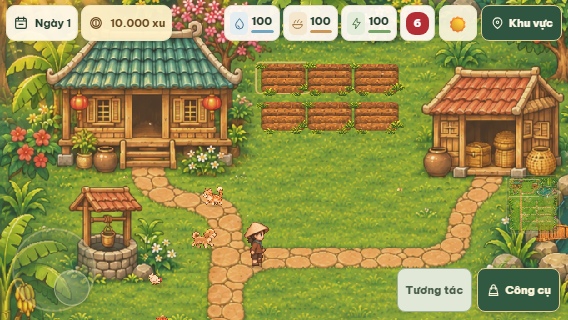 Ngày 1
10.000 xu
100
100
100
6
Khu vực
Tương tác
Công cụ